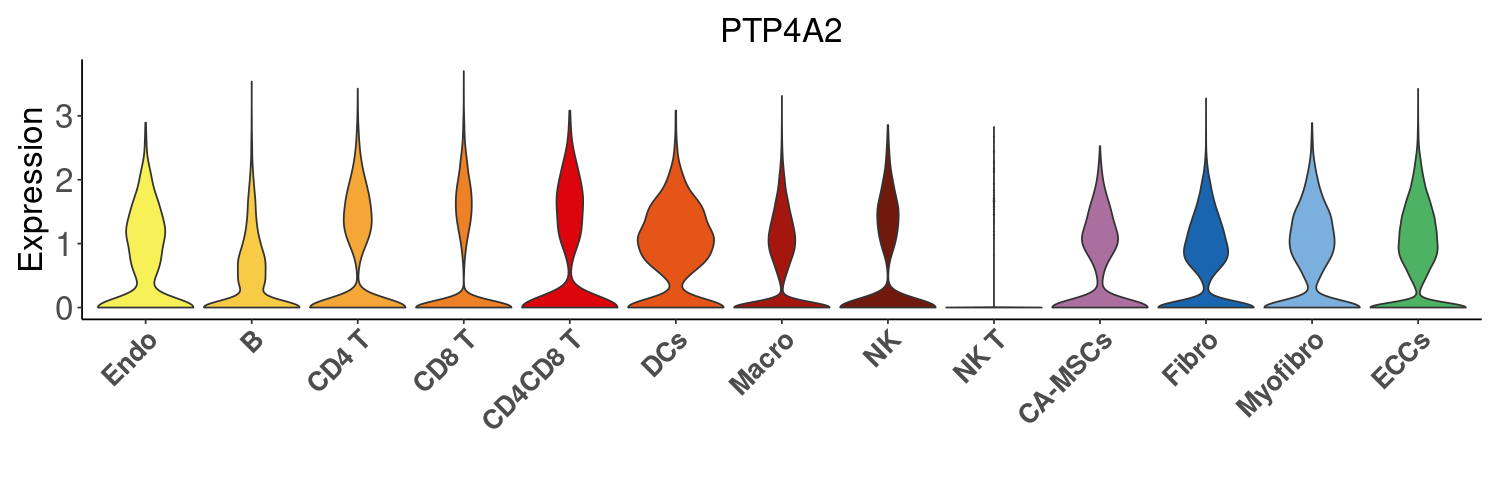 PTP4A2
Expression
3
2
1
0
Endo
B
CD4 T
CD8 T
CD4CD8 T
DCs
Macro
NK
NK T
CA-MSCs
Fibro
Myofibro
ECCs